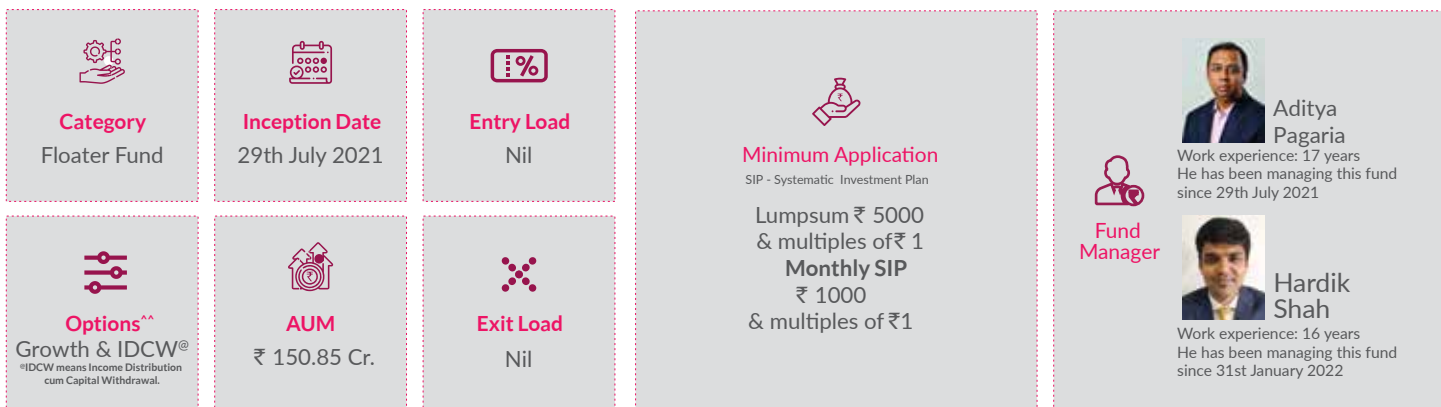 Category
Floater Fund
Inception Date
29th July 2021
%
Entry Load
Nil
Options^^
Growth & IDCW@
@IDCW means Income Distribution
cum Capital Withdrawal.
₹
AUM
₹ 150.85 Cr.
Exit Load
Nil
₹
Minimum Application
SIP - Systematic Investment Plan
Lumpsum ₹ 5000
& multiples of ₹ 1
Monthly SIP
₹ 1000
& multiples of ₹1
₹
Fund
Manager
Aditya
Pagaria
Work experience: 17 years
He has been managing this fund
since 29th July 2021
Hardik
Shah
Work experience: 16 years
He has been managing this fund
since 31st January 2022